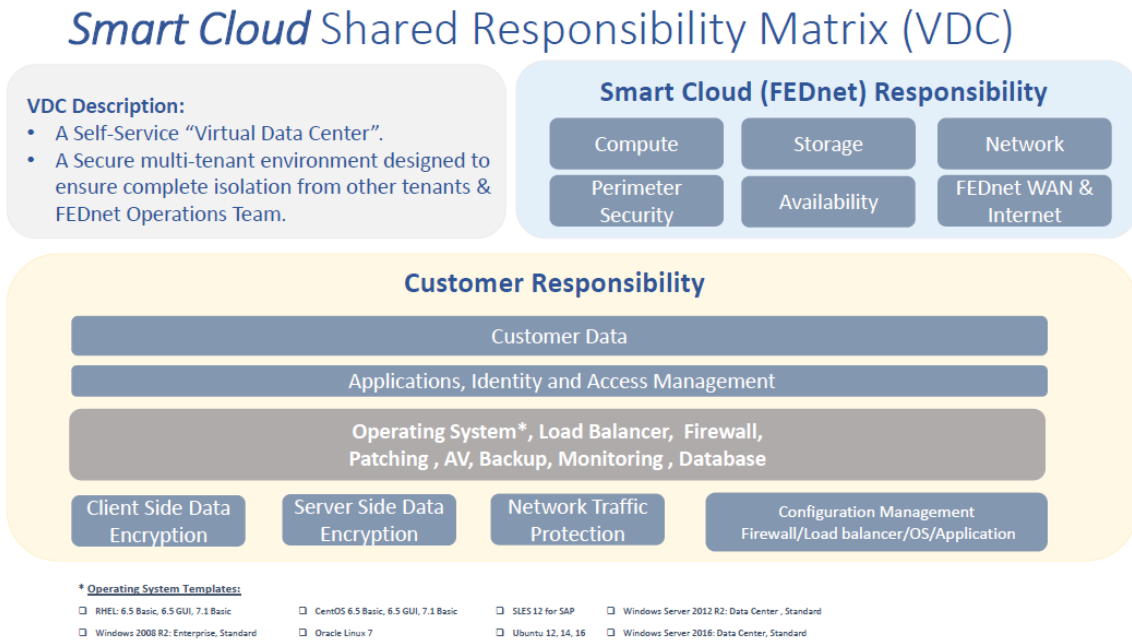 Smart Cloud Shared Responsibility Matrix (VDC)
VDC Description:
• A Self-Service “Virtual Data Center”.
• A Secure multi-tenant environment designed to
ensure complete isolation from other tenants &
FEDnet Operations Team.
Smart Cloud (FEDnet) Responsibility
Compute
Storage
Network
Perimeter
Security
Availability
FEDnet WAN &
Internet
Customer Responsibility
Customer Data
Applications, Identity and Access Management
Operating System*, Load Balancer, Firewall,
Patching , AV, Backup, Monitoring , Database
Client Side Data
Encryption
Server Side Data
Encryption
Network Traffic
Protection
Configuration Management
Firewall/Load balancer/OS/Application
* Operating System Templates:
❑ RHEL: 6.5 Basic, 6.5 GUI, 7.1 Basic
❑ CentOS 6.5 Basic, 6.5 GUI, 7.1 Basic
❑ SLES 12 for SAP
❑ Windows Server 2012 R2: Data Center , Standard
❑ Windows 2008 R2: Enterprise, Standard
❑ Oracle Linux 7
❑ Ubuntu 12, 14, 16
❑ Windows Server 2016: Data Center, Standard